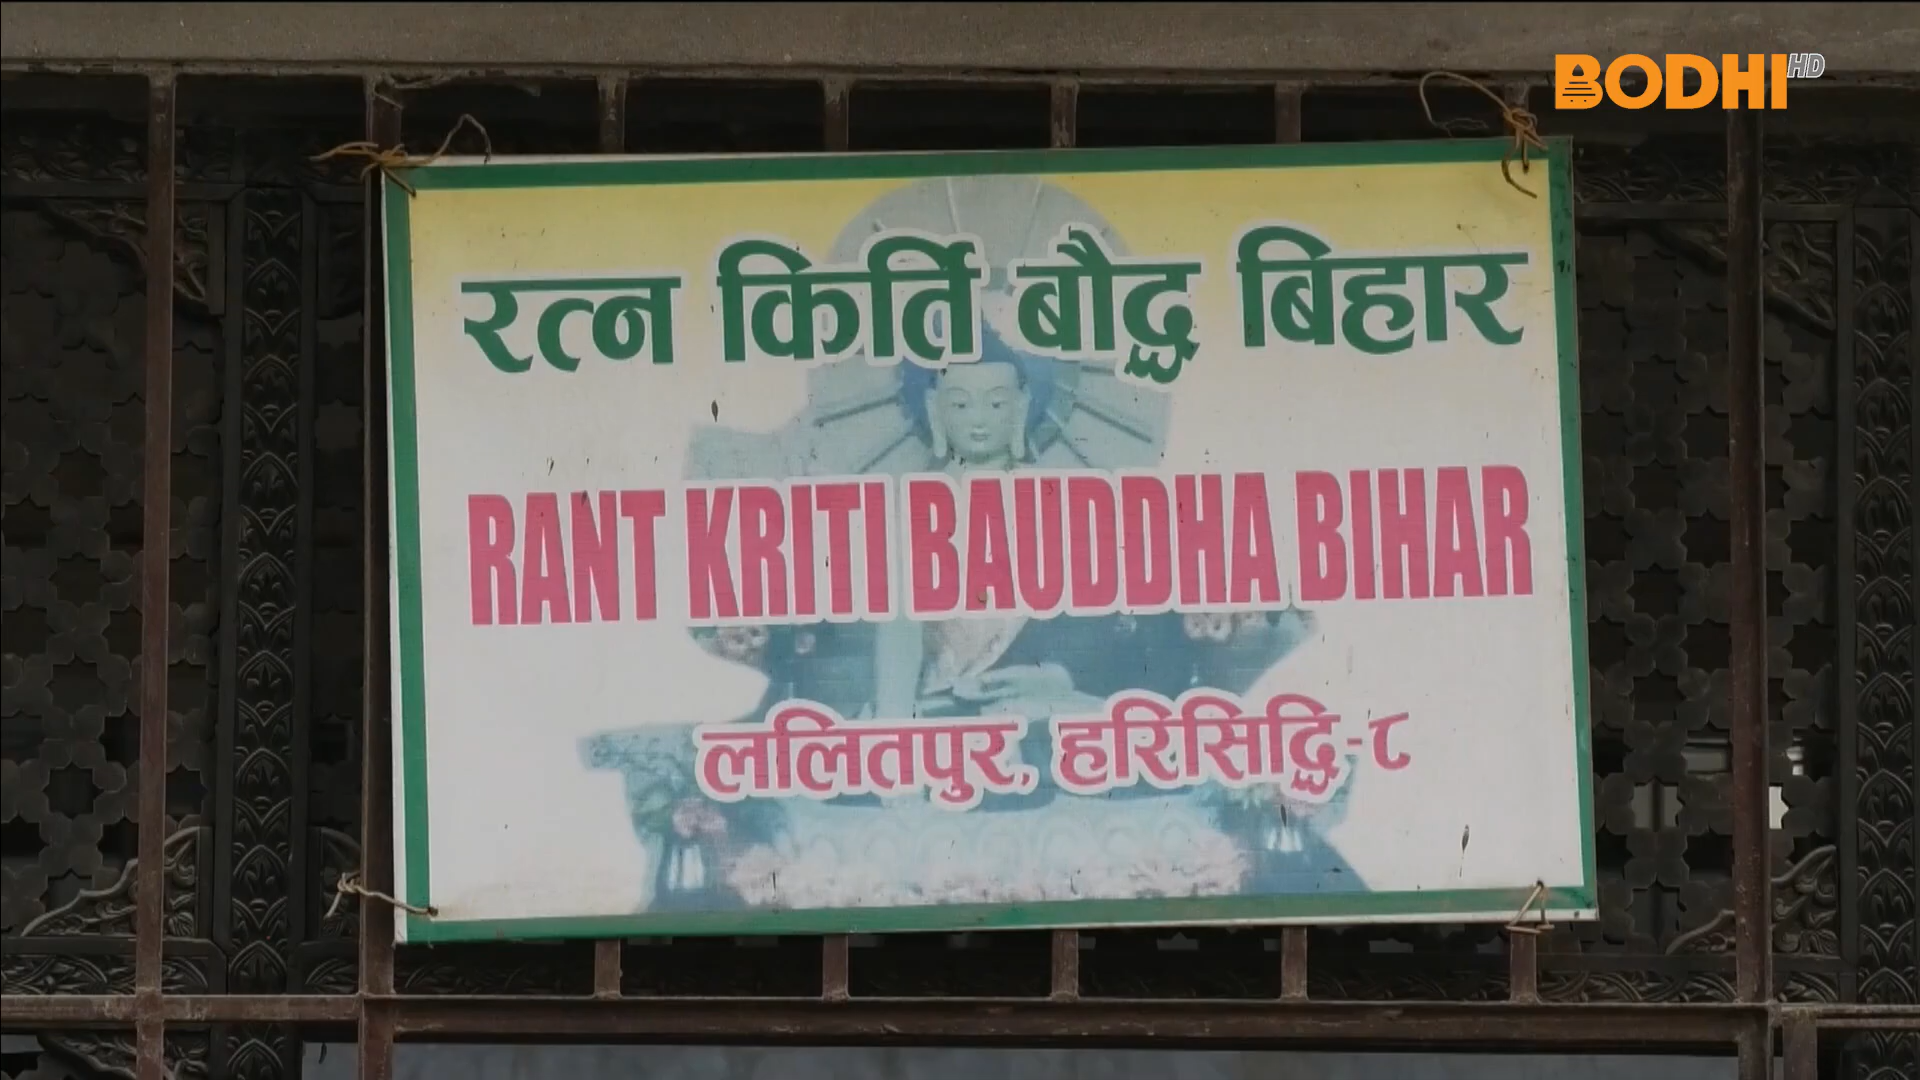 BODHI HD
रत्न किर्ति बौद्ध बिहार
RANT KRITI BAUDDHA BIHAR
ललितपुर, हरिसिद्धि-८